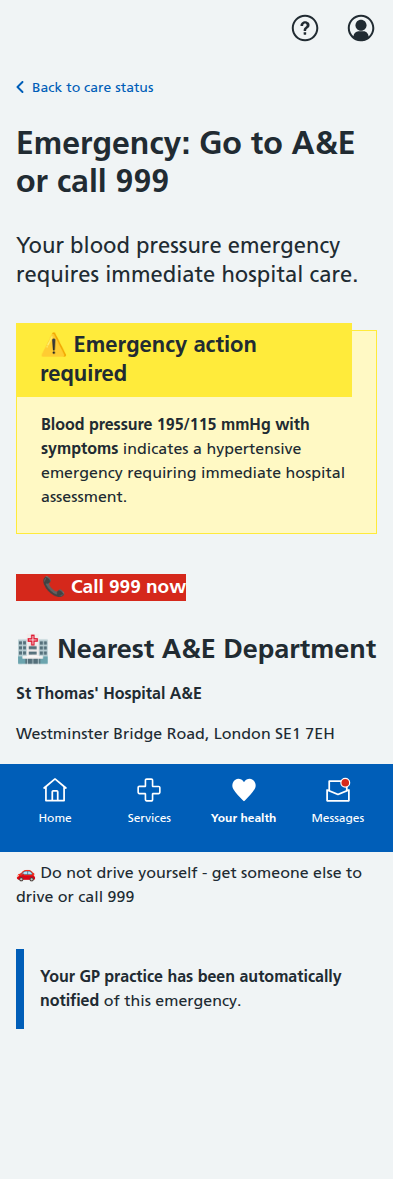 Back to care status
Emergency: Go to A&E
or call 999
Your blood pressure emergency
requires immediate hospital care.
⚠️ Emergency action
required
Blood pressure 195/115 mmHg with
symptoms indicates a hypertensive
emergency requiring immediate hospital
assessment.
📞 Call 999 now
🏥 Nearest A&E Department
St Thomas' Hospital A&E
Westminster Bridge Road, London SE1 7EH
Home Services Your health Messages
🚗 Do not drive yourself - get someone else to
drive or call 999
Your GP practice has been automatically
notified of this emergency.